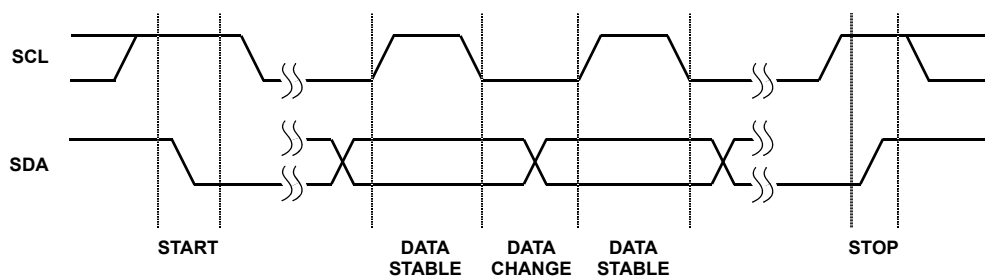 SCL
SDA
START
DATA
STABLE
DATA
CHANGE
DATA
STABLE
STOP